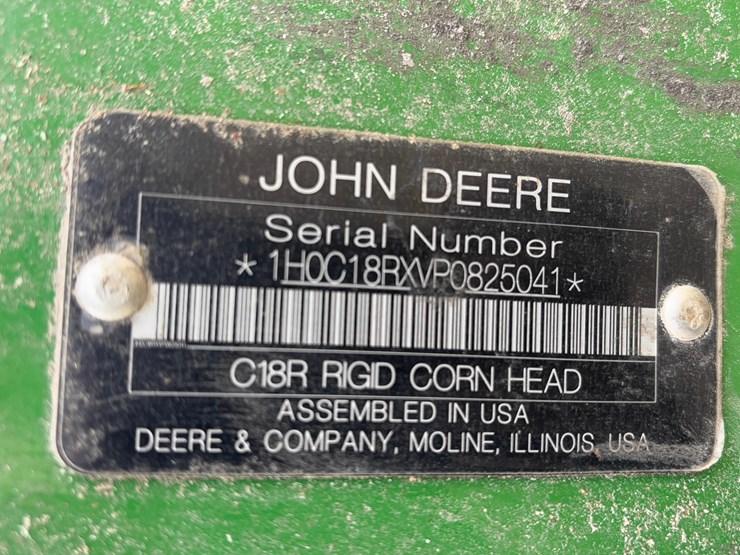 JOHN DEERE
Serial Number
* 1H0C18RXVP0825041 *
C18R RIGID CORN HEAD
ASSEMBLED IN USA
DEERE & COMPANY, MOLINE, ILLINOIS USA